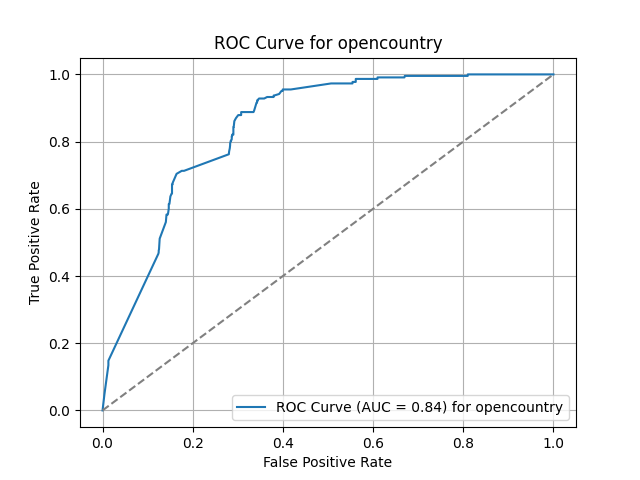 ROC Curve for opencountry
True Positive Rate
1.0
0.8
0.6
0.4
0.2
0.0
ROC Curve (AUC = 0.84) for opencountry
0.0 0.2 0.4 0.6 0.8 1.0
False Positive Rate